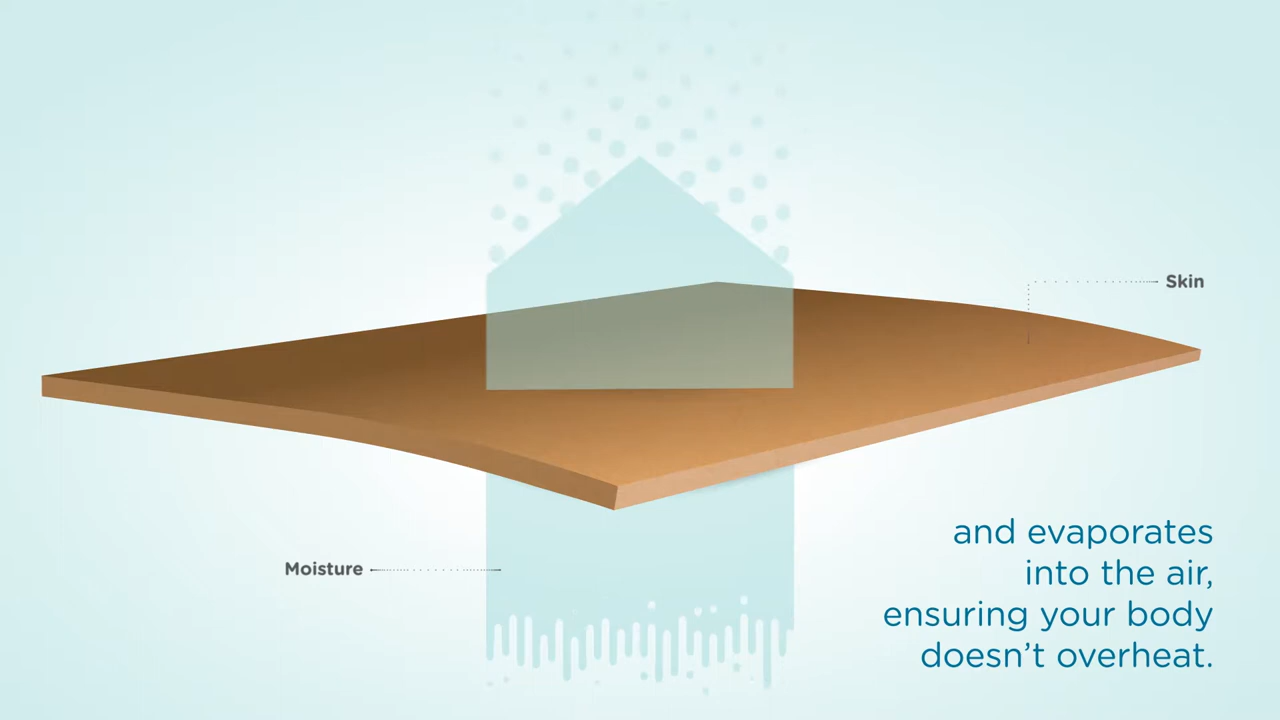 Skin
Moisture
and evaporates
into the air,
ensuring your body
doesn’t overheat.